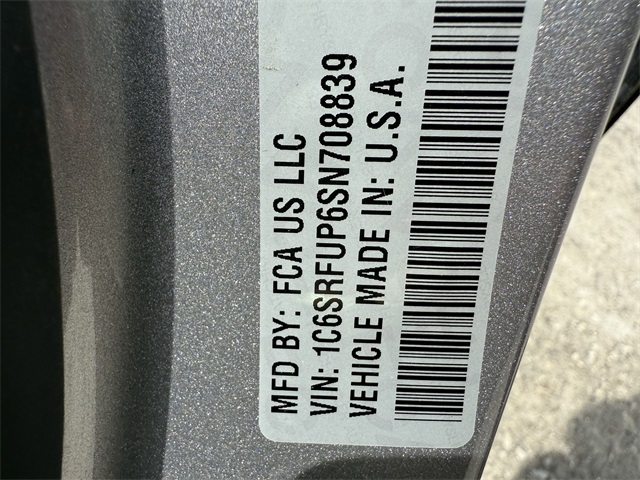 MFD BY: FCA US LLC
VIN: 1C6SRFUP6SN708839
VEHICLE MADE IN: U.S.A.